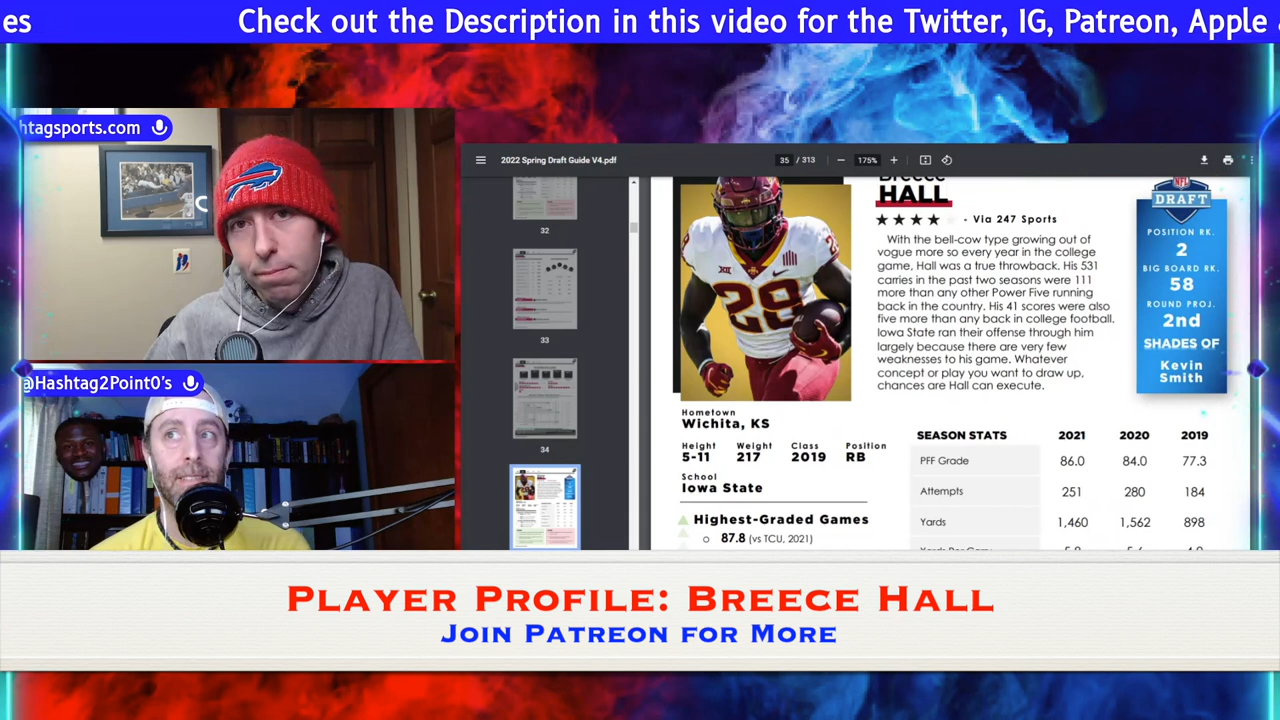 es Check out the Description in this video for the Twitter, IG, Patreon, Apple
htagsports.com
@Hashtag2Point0's
2022 Spring Draft Guide V4.pdf
35 / 313
175%
32
33
34
Breece
HALL
- Via 247 Sports
With the bell-cow type growing out of
vogue more so every year in the college
game, Hall was a true throwback. His 531
carries in the past two seasons were 111
more than any other Power Five running
back in the country. His 41 scores were also
five more than any back in college football.
Iowa State ran their offense through him
largely because there are very few
weaknesses to his game. Whatever
concept or play you want to draw up,
chances are Hall can execute.
NFL
DRAFT
POSITION RK.
2
BIG BOARD RK.
58
ROUND PROJ.
2nd
SHADES OF
Kevin
Smith
XII
29
Hometown
Wichita, KS
Height Weight Class Position
5-11 217 2019 RB
School
Iowa State
Highest-Graded Games
87.8 (vs TCU, 2021)
SEASON STATS 2021 2020 2019
PFF Grade 86.0 84.0 77.3
Attempts 251 280 184
Yards 1,460 1,562 898
Player Profile: Breece Hall
Join Patreon for More